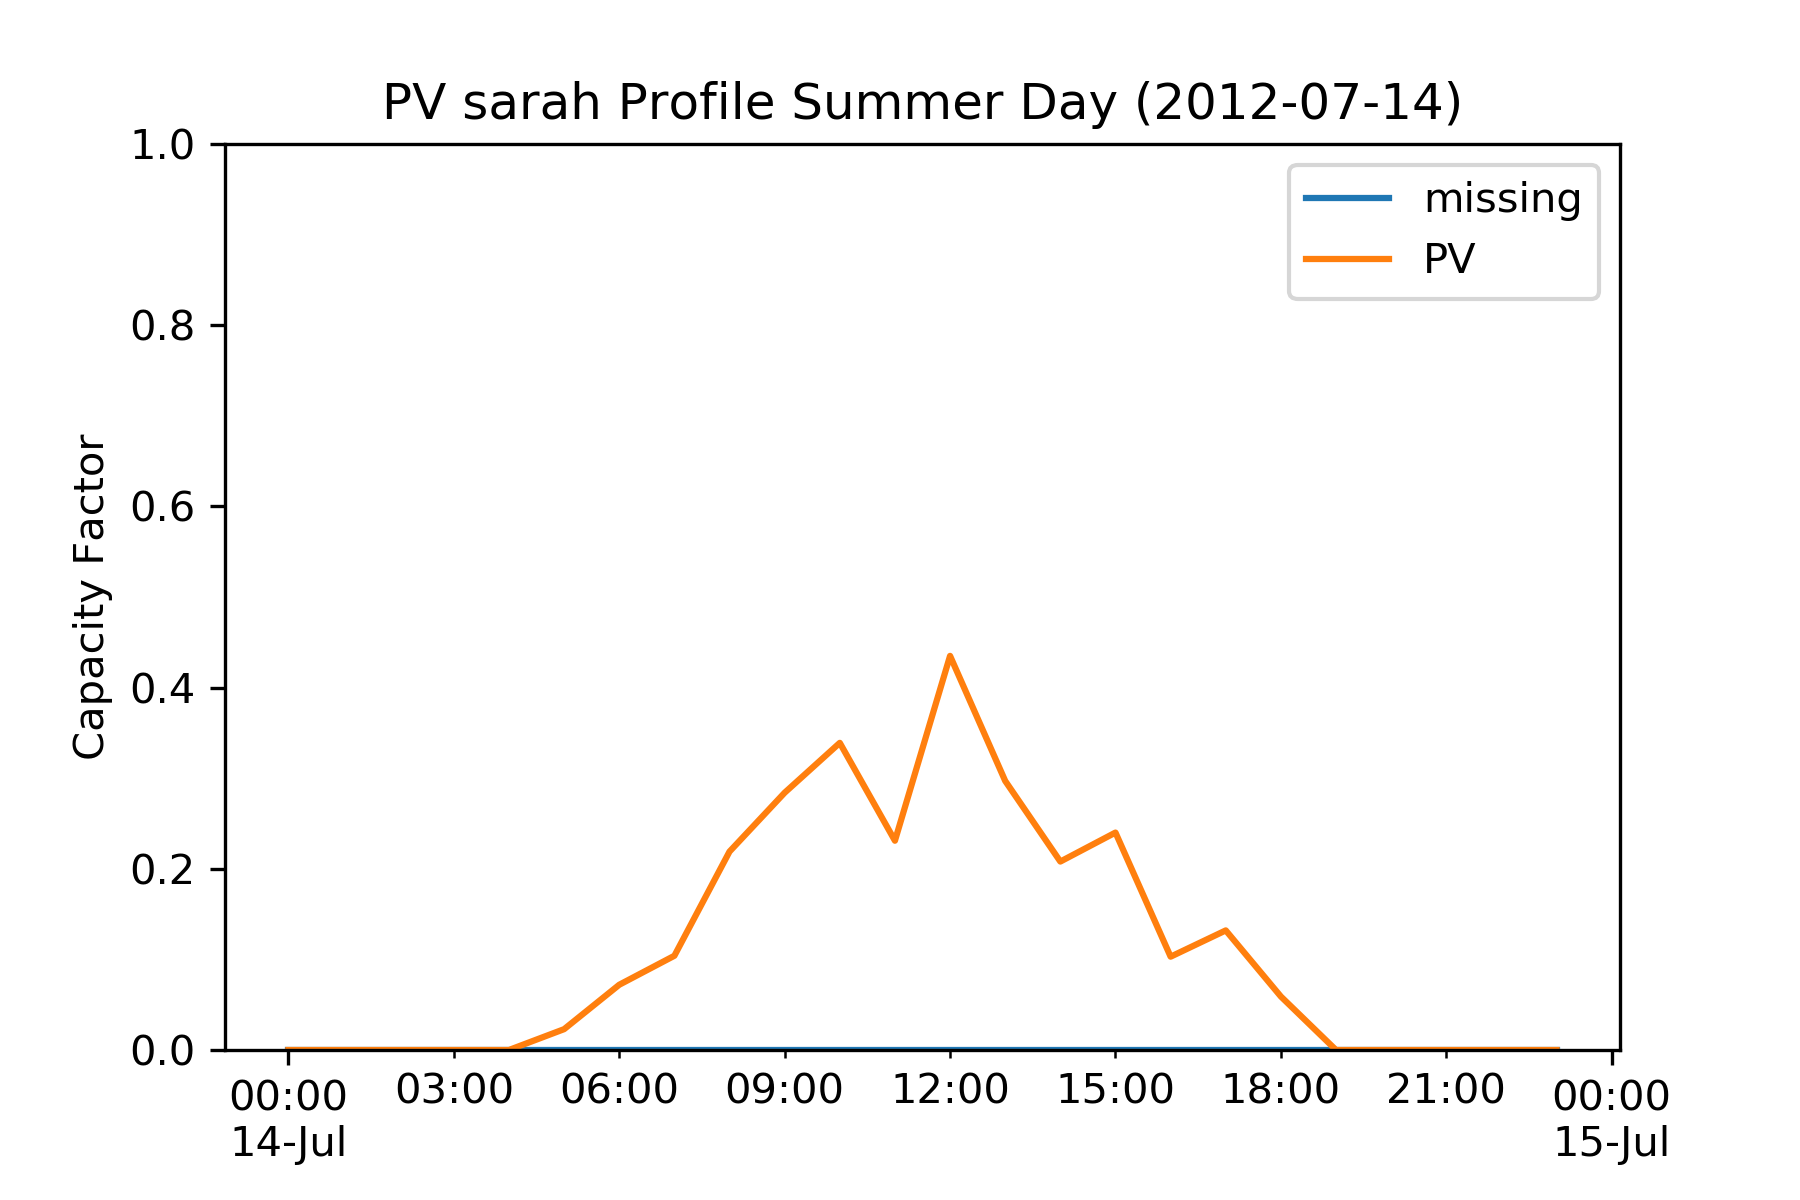 PV sarah Profile Summer Day (2012-07-14)
1.0
0.8
0.6
0.4
0.2
0.0
Capacity Factor
missing
PV
00:00 03:00 06:00 09:00 12:00 15:00 18:00 21:00 00:00
14-Jul 15-Jul